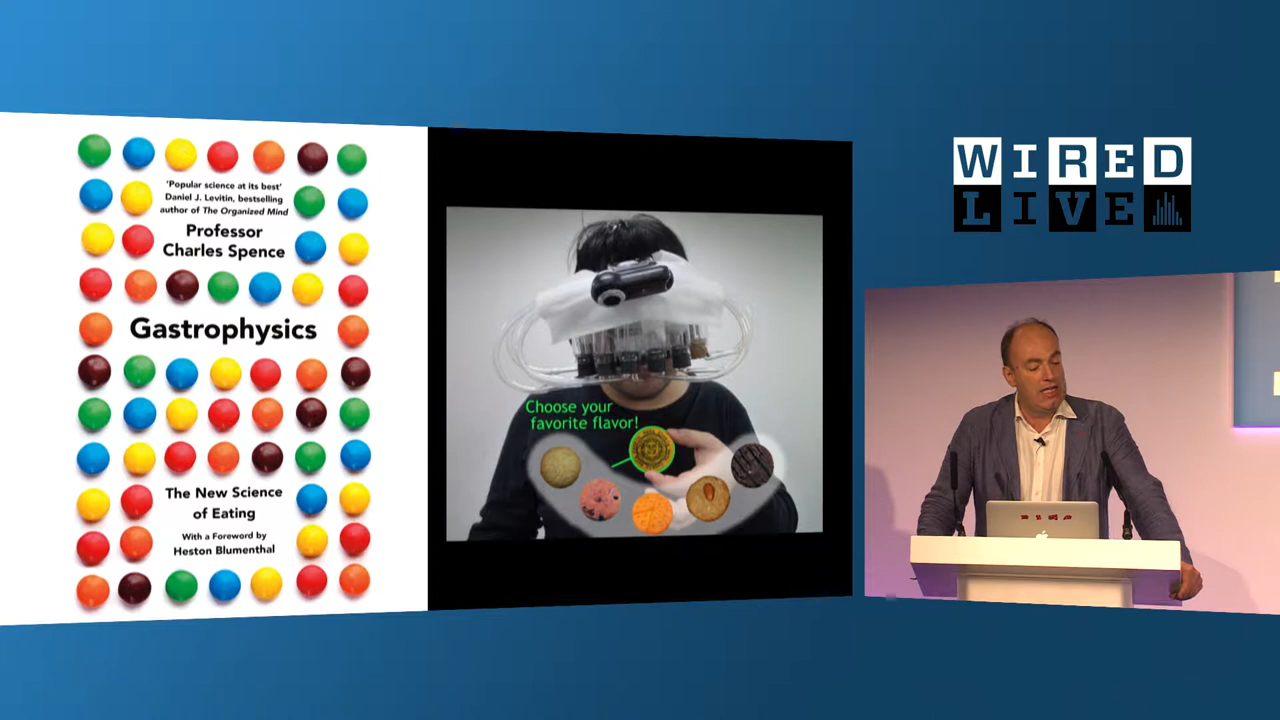 'Popular science at its best'
Daniel J. Levitin, bestselling
author of The Organized Mind
Professor
Charles Spence
Gastrophysics
The New Science
of Eating
With a Foreword by
Heston Blumenthal
Choose your
favorite flavor!
WIRED
LIVE